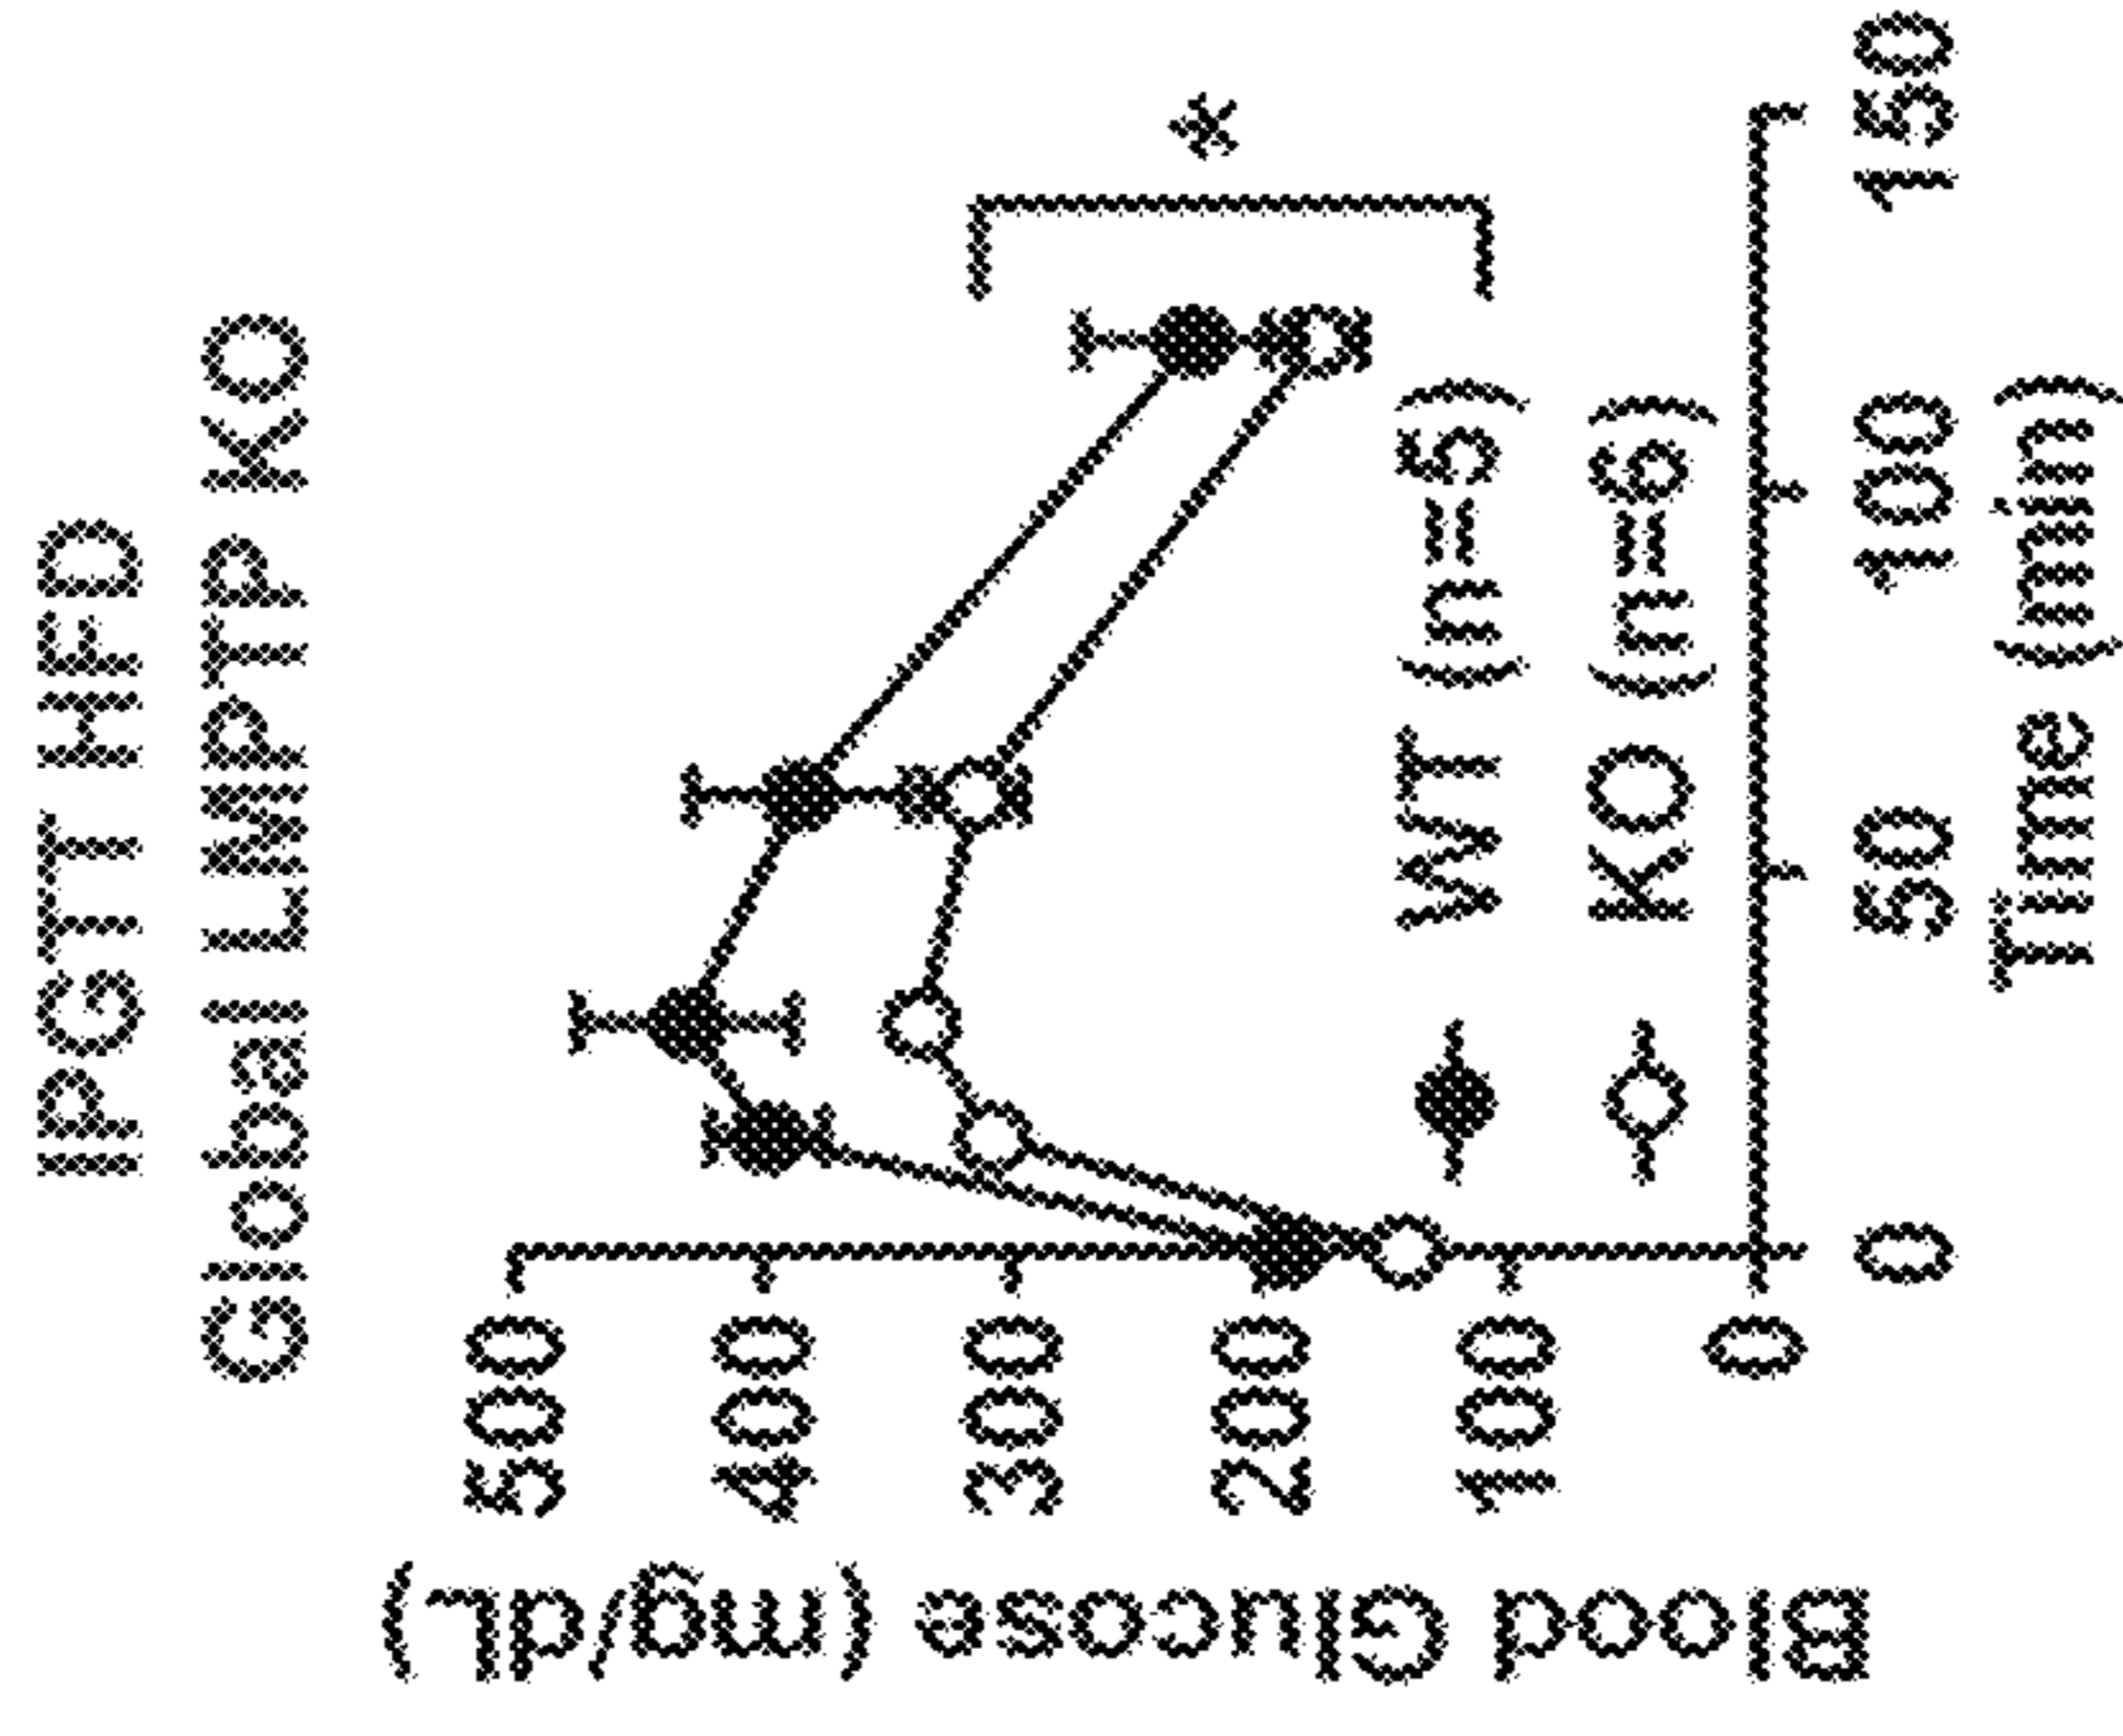 IPGTT HFD
Global LMPTP KO
Blood Glucose (mg/dL)
500
400
300
200
100
0
*
WT (n=5)
KO (n=6)
0 50 100 150
Time (min)